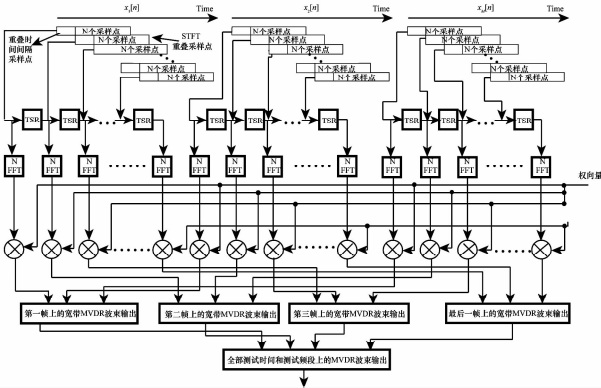 x₁[n] Time x₂[n] Time xₘ[n] Time
N个采样点 N个采样点 N个采样点
重叠时间间隔采样点
N个采样点 STFT重叠采样点 N个采样点 N个采样点
N个采样点 N个采样点 N个采样点
N个采样点 N个采样点 N个采样点
N个采样点 N个采样点 N个采样点
TSR TSR TSR TSR TSR TSR TSR TSR TSR
N FFT N FFT N FFT N FFT N FFT N FFT N FFT N FFT N FFT N FFT N FFT N FFT
权向量
第一帧上的宽带MVDR波束输出 第二帧上的宽带MVDR波束输出 第三帧上的宽带MVDR波束输出 最后一帧上的宽带MVDR波束输出
全部测试时间和测试频段上的MVDR波束输出